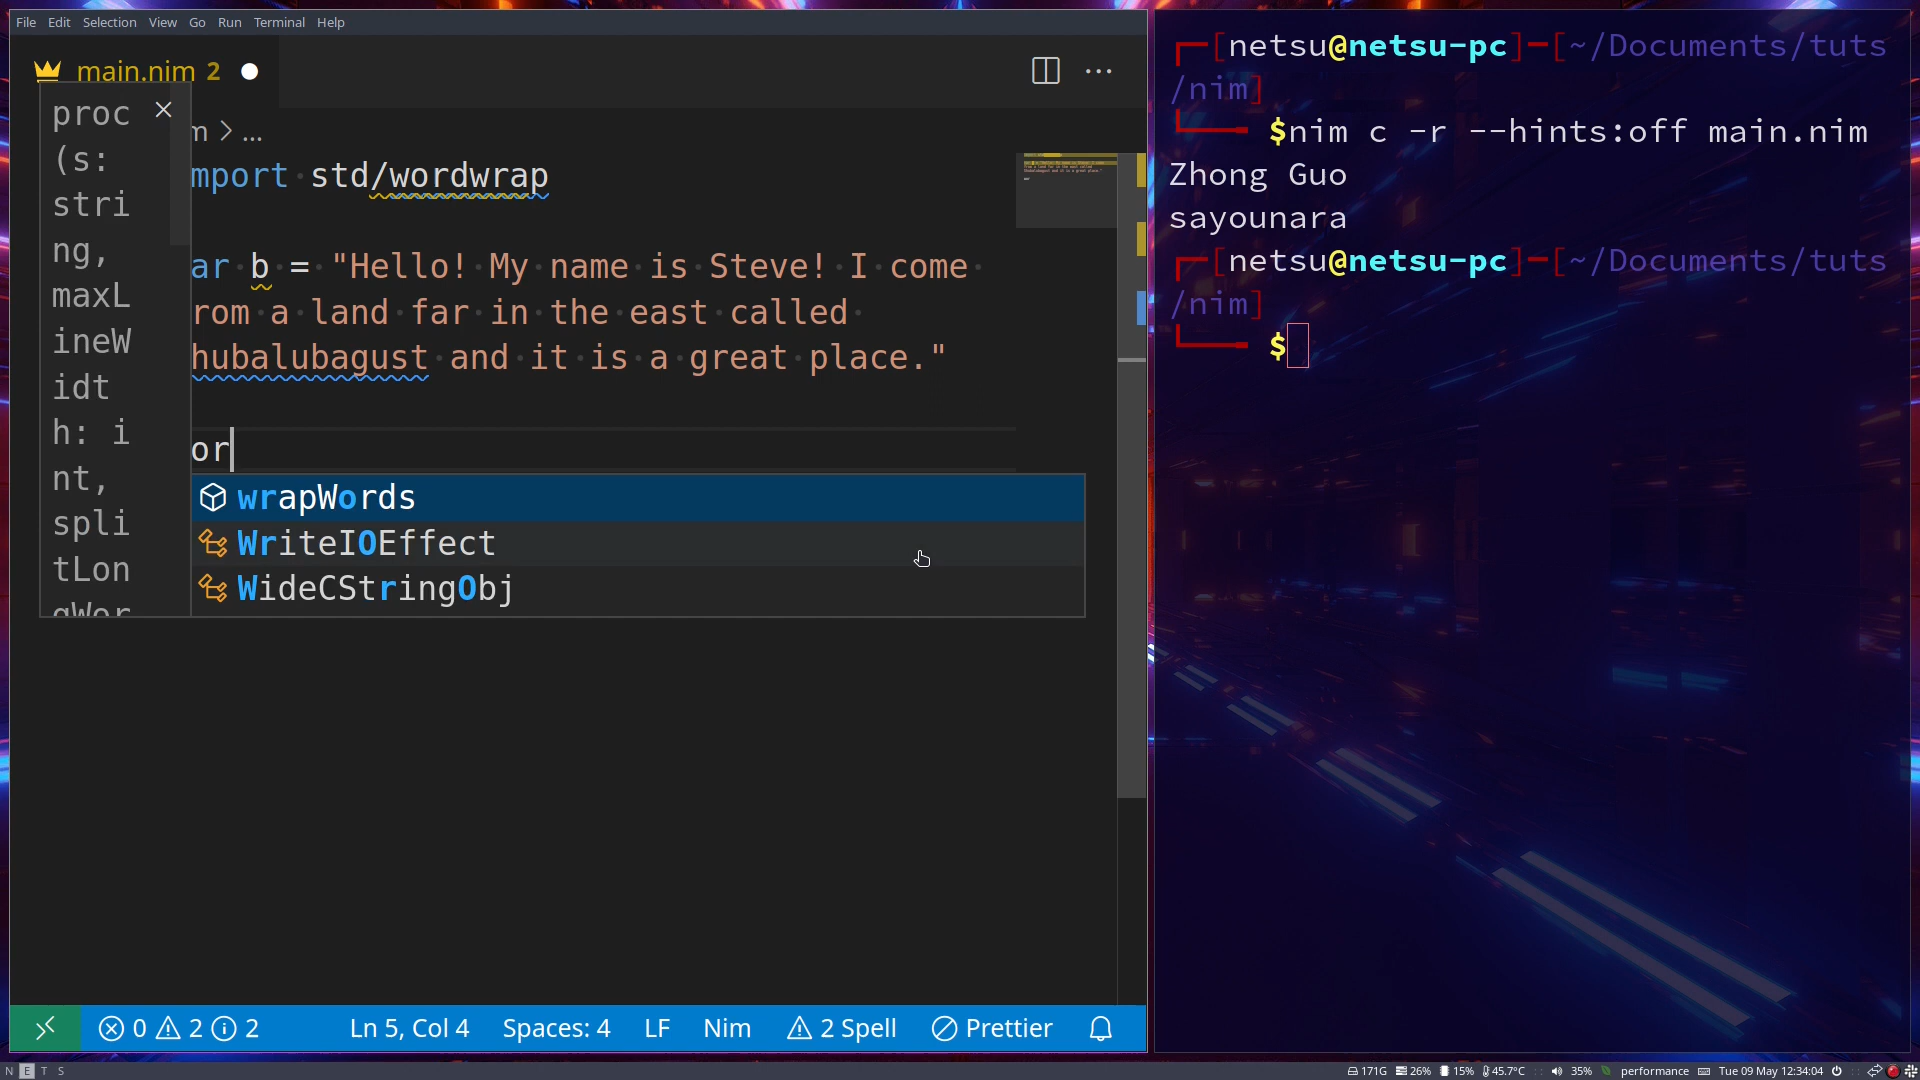 File Edit Selection View Go Run Terminal Help
main.nim 2
m > ...
proc
(s:
stri
ng,
maxL
ineW
idt
h: i
nt,
spli
tLon
gWor
mport std/wordwrap
ar b = "Hello! My name is Steve! I come
rom a land far in the east called
hubalubagust and it is a great place."
or
wrapWords
WriteIOEffect
WideCStringObj
0 2 2 Ln 5, Col 4 Spaces: 4 LF Nim 2 Spell Prettier
[netsu@netsu-pc]-[~/Documents/tuts
/nim]
$nim c -r --hints:off main.nim
Zhong Guo
sayounara
[netsu@netsu-pc]-[~/Documents/tuts
/nim]
$
N E T S 171G 26% 15% 45.7°C 35% performance Tue 09 May 12:34:04